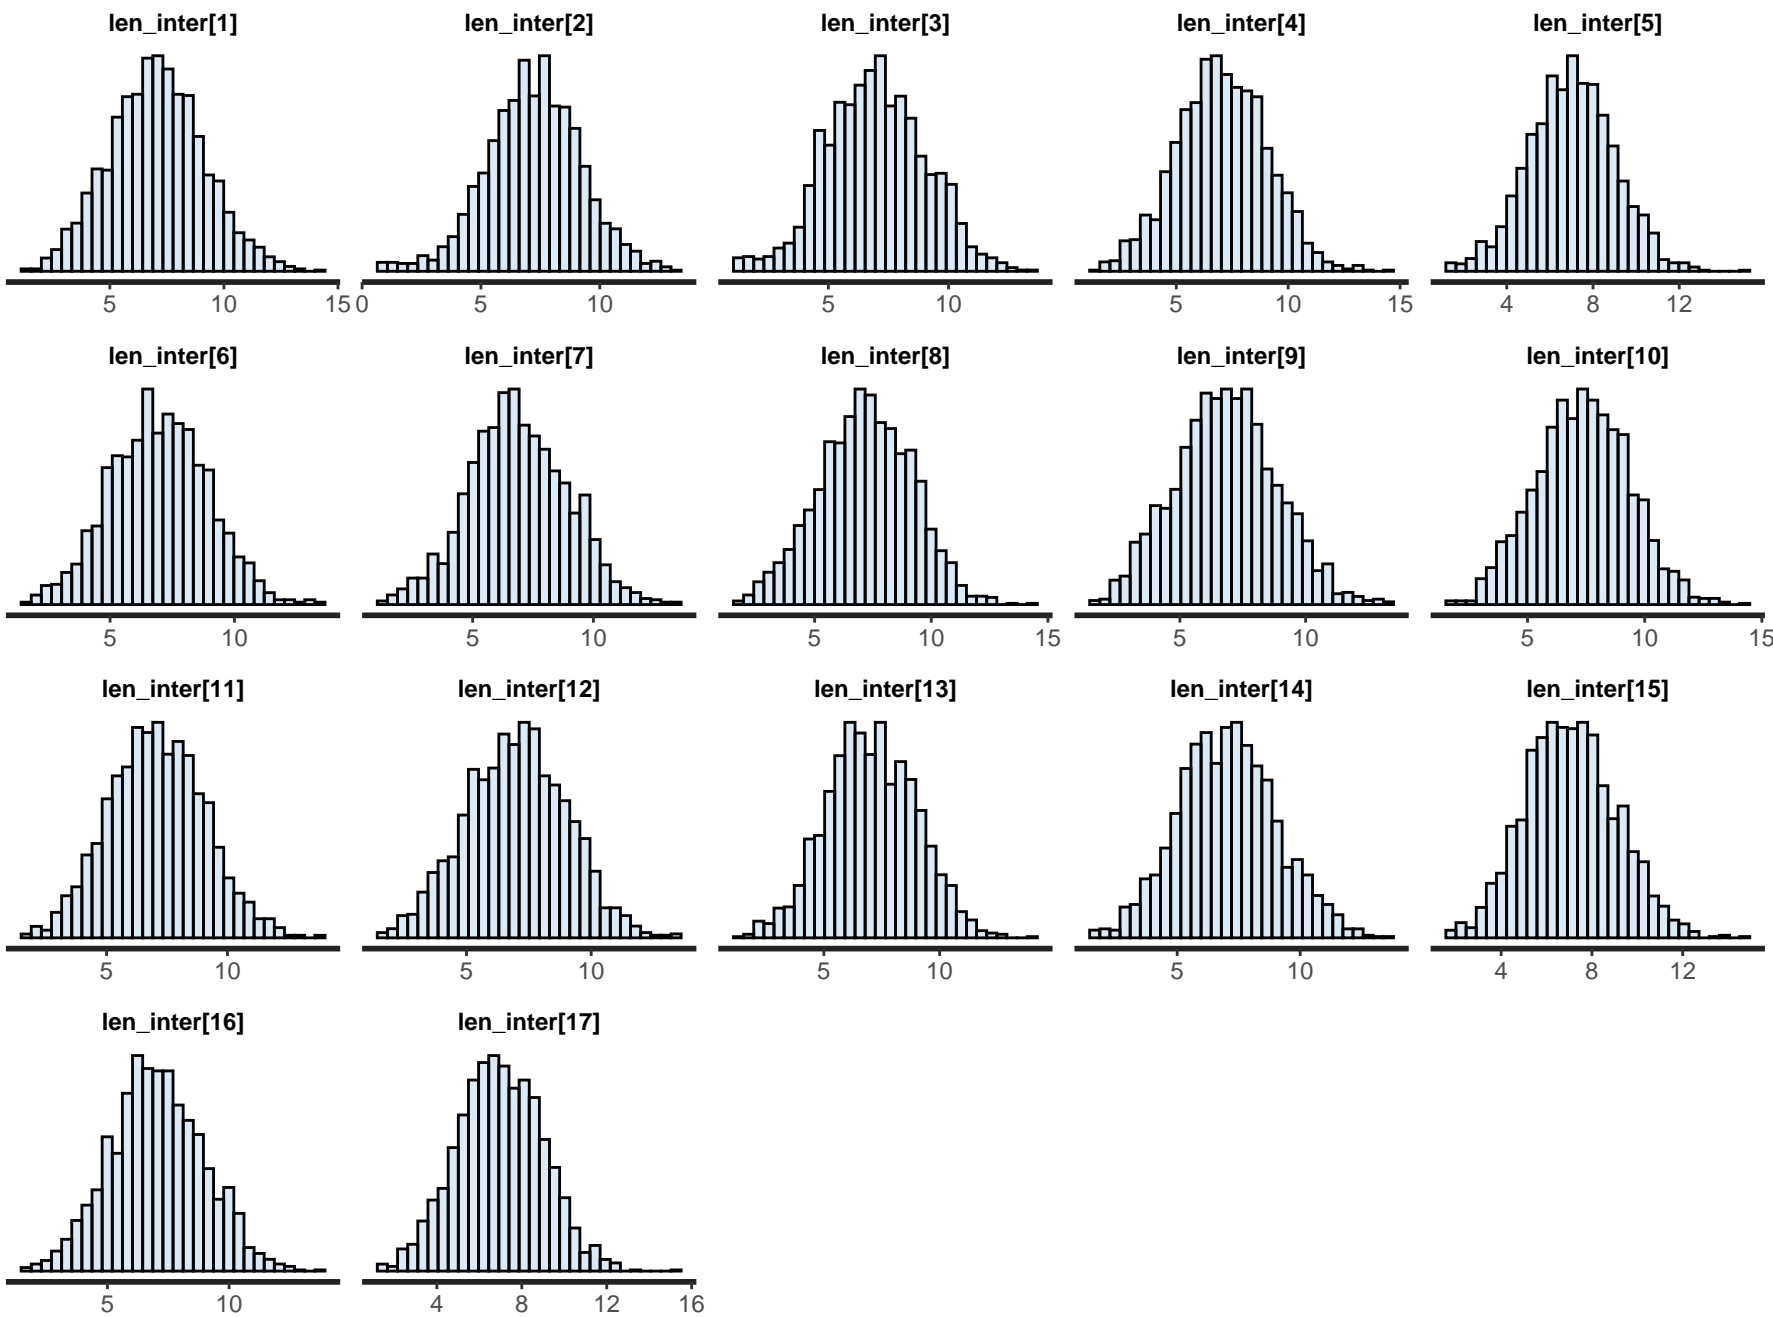 len_inter[1] len_inter[2] len_inter[3] len_inter[4] len_inter[5]
5 10 15 0 5 10 5 10 5 10 15 4 8 12
len_inter[6] len_inter[7] len_inter[8] len_inter[9] len_inter[10]
5 10 5 10 5 10 15 5 10 5 10 15
len_inter[11] len_inter[12] len_inter[13] len_inter[14] len_inter[15]
5 10 5 10 5 10 5 10 4 8 12
len_inter[16] len_inter[17]
5 10 4 8 12 16